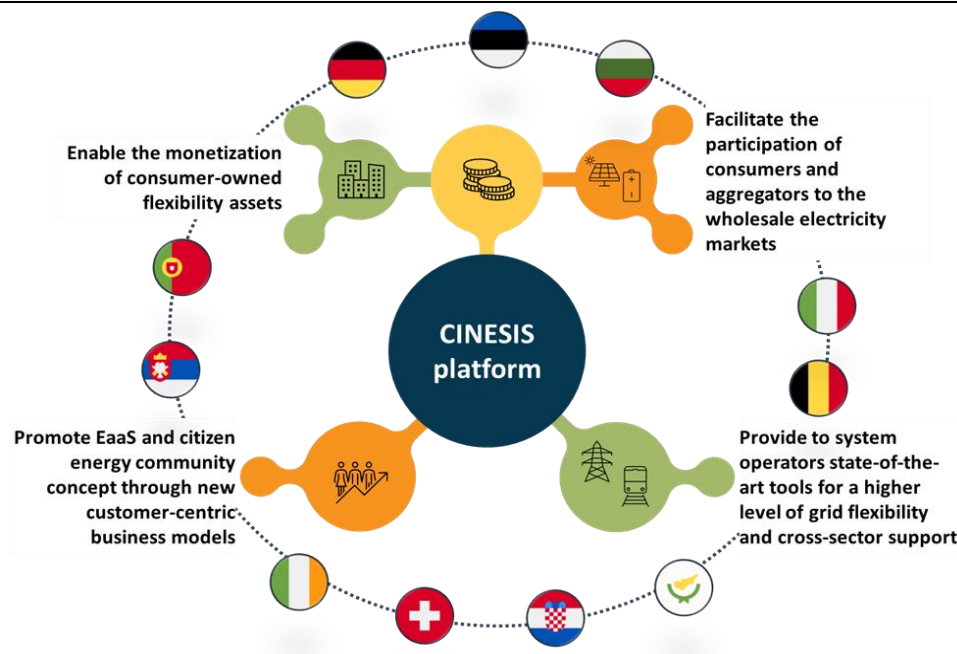 Enable the monetization
of consumer-owned
flexibility assets
Facilitate the
participation of
consumers and
aggregators to the
wholesale electricity
markets
CINESIS
platform
Promote EaaS and citizen
energy community
concept through new
customer-centric
business models
Provide to system
operators state-of-the-
art tools for a higher
level of grid flexibility
and cross-sector support